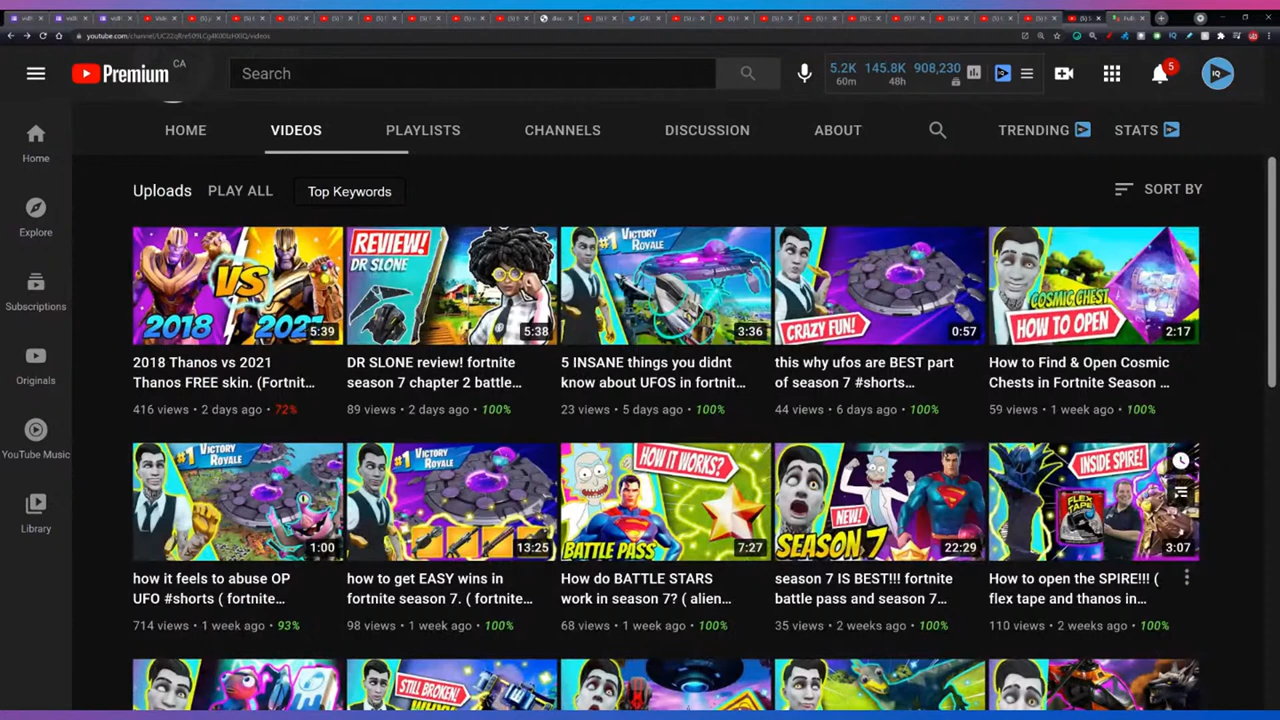 Premium CA
Search
5.2K 145.8K 908,230
60m 48h
5
IQ
HOME VIDEOS PLAYLISTS CHANNELS DISCUSSION ABOUT TRENDING STATS
Home
Explore
Subscriptions
Originals
YouTube Music
Library
Uploads PLAY ALL Top Keywords SORT BY
VS
2018
5:39
2018 Thanos vs 2021
Thanos FREE skin. (Fortnit...
416 views • 2 days ago • 72%
REVIEW!
DR SLONE
5:38
DR SLONE review! fortnite
season 7 chapter 2 battle...
89 views • 2 days ago • 100%
#1 VICTORY
ROYALE
3:36
5 INSANE things you didnt
know about UFOS in fortnit...
23 views • 5 days ago • 100%
CRAZY FUN!
0:57
this why ufos are BEST part
of season 7 #shorts...
44 views • 6 days ago • 100%
COSMIC CHEST
HOW TO OPEN
2:17
How to Find & Open Cosmic
Chests in Fortnite Season ...
59 views • 1 week ago • 100%
#1 VICTORY
ROYALE
1:00
how it feels to abuse OP
UFO #shorts ( fortnite...
714 views • 1 week ago • 93%
#1 VICTORY
ROYALE
13:25
how to get EASY wins in
fortnite season 7. ( fortnite...
98 views • 1 week ago • 100%
HOW IT WORKS?
BATTLE PASS
7:27
How do BATTLE STARS
work in season 7? ( alien...
68 views • 1 week ago • 100%
NEW!
SEASON 7
22:29
season 7 IS BEST!!! fortnite
battle pass and season 7...
35 views • 2 weeks ago • 100%
INSIDE SPIRE!
FLEX
TAPE
3:07
How to open the SPIRE!!! (
flex tape and thanos in...
110 views • 2 weeks ago • 100%
STILL BROKEN!